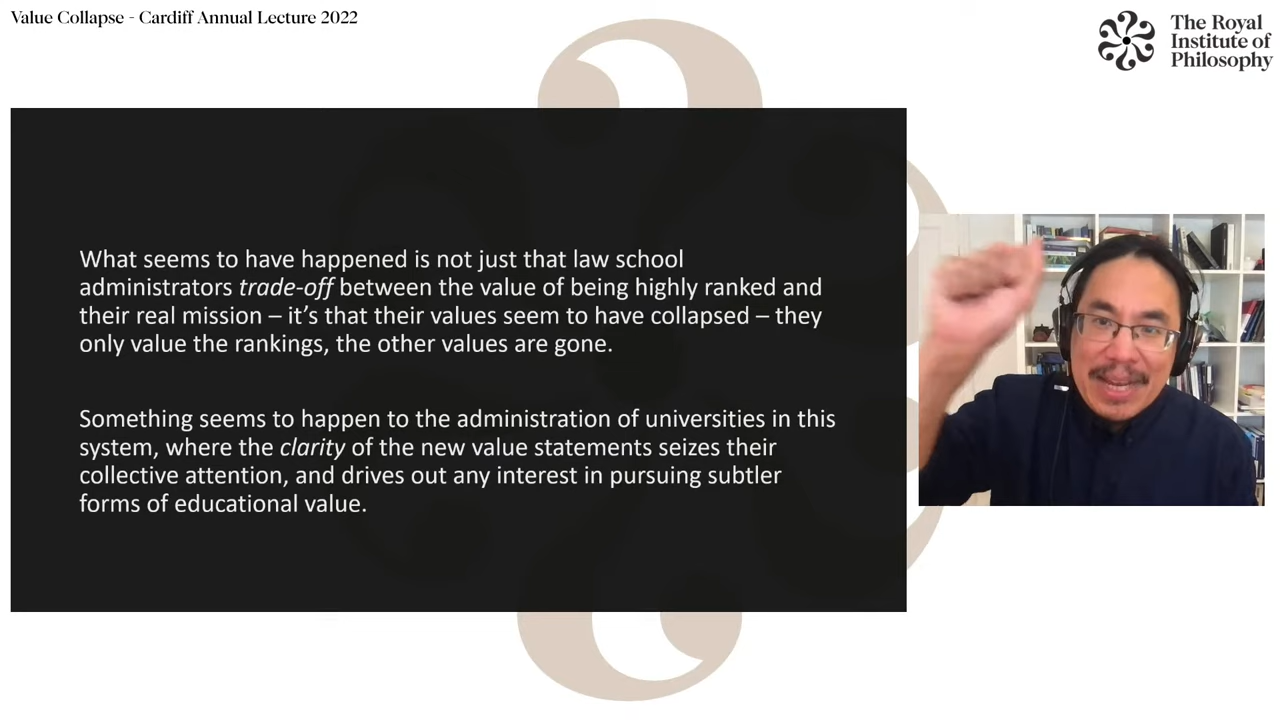 Value Collapse - Cardiff Annual Lecture 2022
The Royal
Institute of
Philosophy
What seems to have happened is not just that law school
administrators trade-off between the value of being highly ranked and
their real mission – it's that their values seem to have collapsed – they
only value the rankings, the other values are gone.
Something seems to happen to the administration of universities in this
system, where the clarity of the new value statements seizes their
collective attention, and drives out any interest in pursuing subtler
forms of educational value.